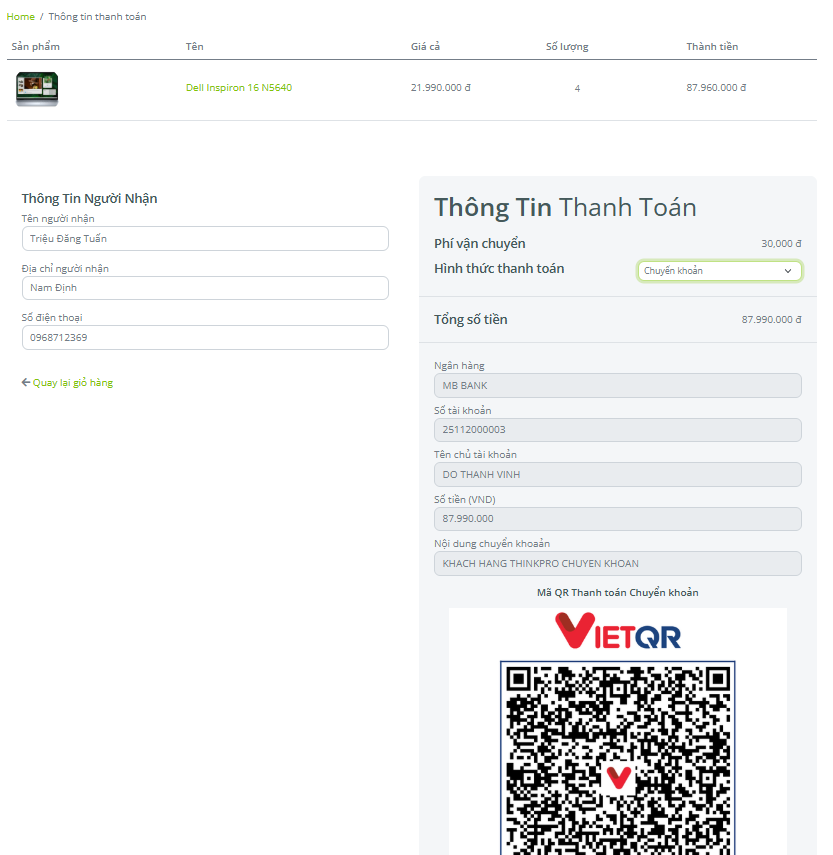 Home / Thông tin thanh toán
Sản phẩm Tên Giá cả Số lượng Thành tiền
Dell Inspiron 16 N5640 21.990.000 đ 4 87.960.000 đ
Thông Tin Người Nhận
Tên người nhận
Triệu Đăng Tuấn
Địa chỉ người nhận
Nam Định
Số điện thoại
0968712369
Quay lại giỏ hàng
Thông Tin Thanh Toán
Phí vận chuyển 30,000 đ
Hình thức thanh toán Chuyển khoản
Tổng số tiền 87.990.000 đ
Ngân hàng
MB BANK
Số tài khoản
25112000003
Tên chủ tài khoản
DO THANH VINH
Số tiền (VND)
87.990.000
Nội dung chuyển khoaản
KHACH HANG THINKPRO CHUYEN KHOAN
Mã QR Thanh toán Chuyển khoản
VIETQR